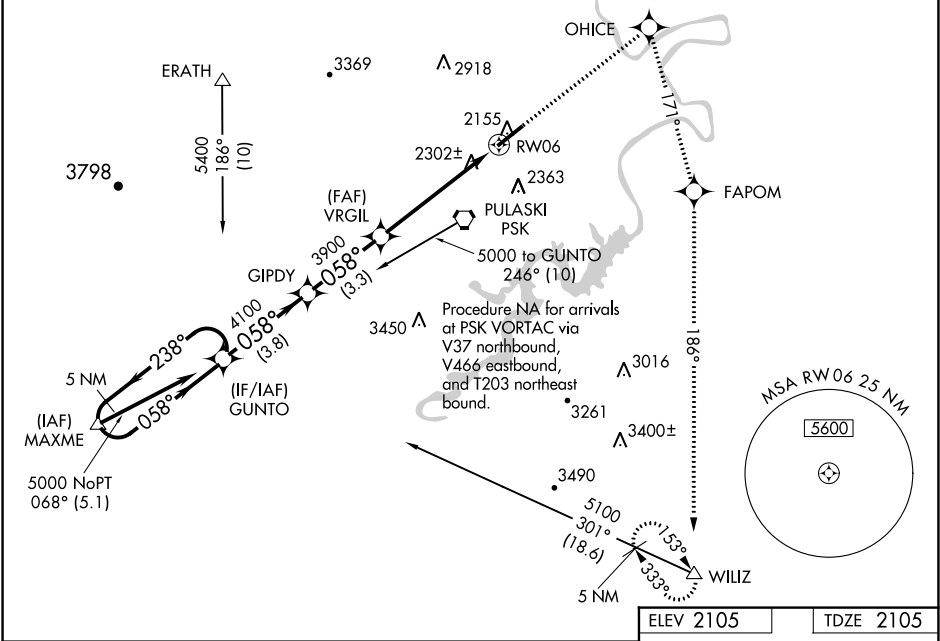 OHICE
3369
2918
ERATH
5400
186°
(10)
171°
2155
RW06
2302±
3798
2363
FAPOM
(FAF)
VRGIL
PULASKI
PSK
3900
058°
(3.3)
5000 to GUNTO
246° (10)
GIPDY
4100
058°
(3.8)
Procedure NA for arrivals
at PSK VORTAC via
V37 northbound,
V466 eastbound,
and T203 northeast
bound.
3450
186°
238°
5 NM
058°
(IF/IAF)
GUNTO
3016
(IAF)
MAXME
3261
MSA RW06 25 NM
5600
3400±
5000 NoPT
068° (5.1)
3490
5100
301°
(18.6)
153°
333°
WILIZ
5 NM
ELEV 2105
TDZE 2105